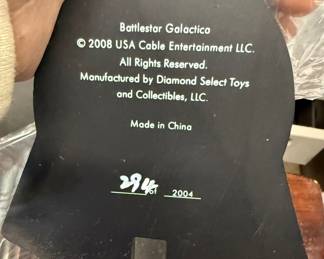 Battlestar Galactica
© 2008 USA Cable Entertainment LLC.
All Rights Reserved.
Manufactured by Diamond Select Toys
and Collectibles, LLC.
Made in China
294 of 2004